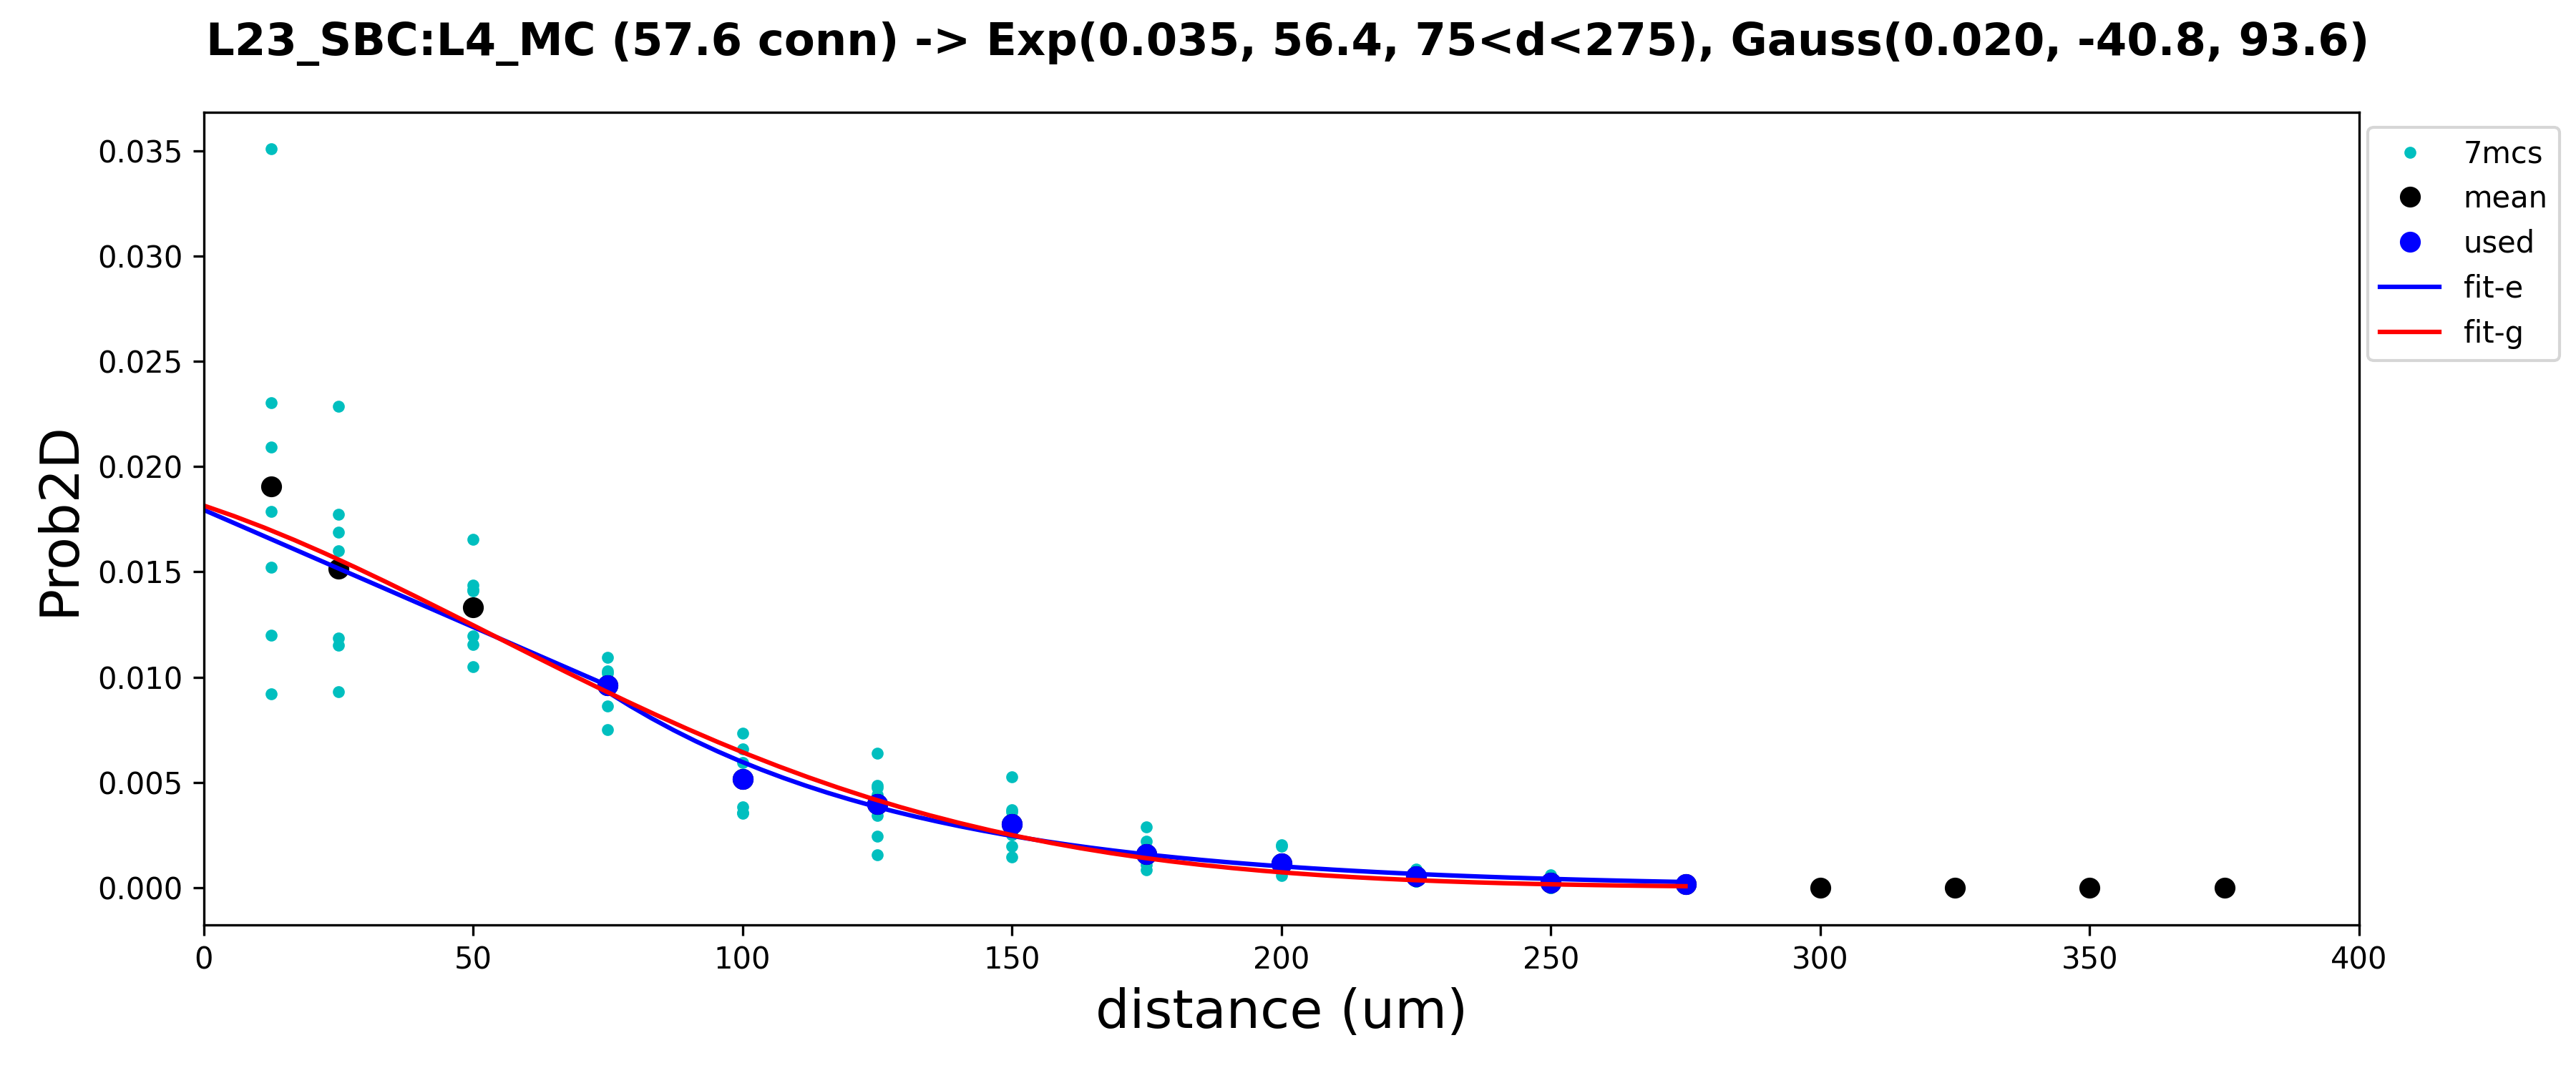 L23_SBC:L4_MC (57.6 conn) -> Exp(0.035, 56.4, 75<d<275), Gauss(0.020, -40.8, 93.6)
0.035
0.030
0.025
0.020
0.015
0.010
0.005
0.000
Prob2D
0 50 100 150 200 250 300 350 400
distance (um)
7mcs
mean
used
fit-e
fit-g